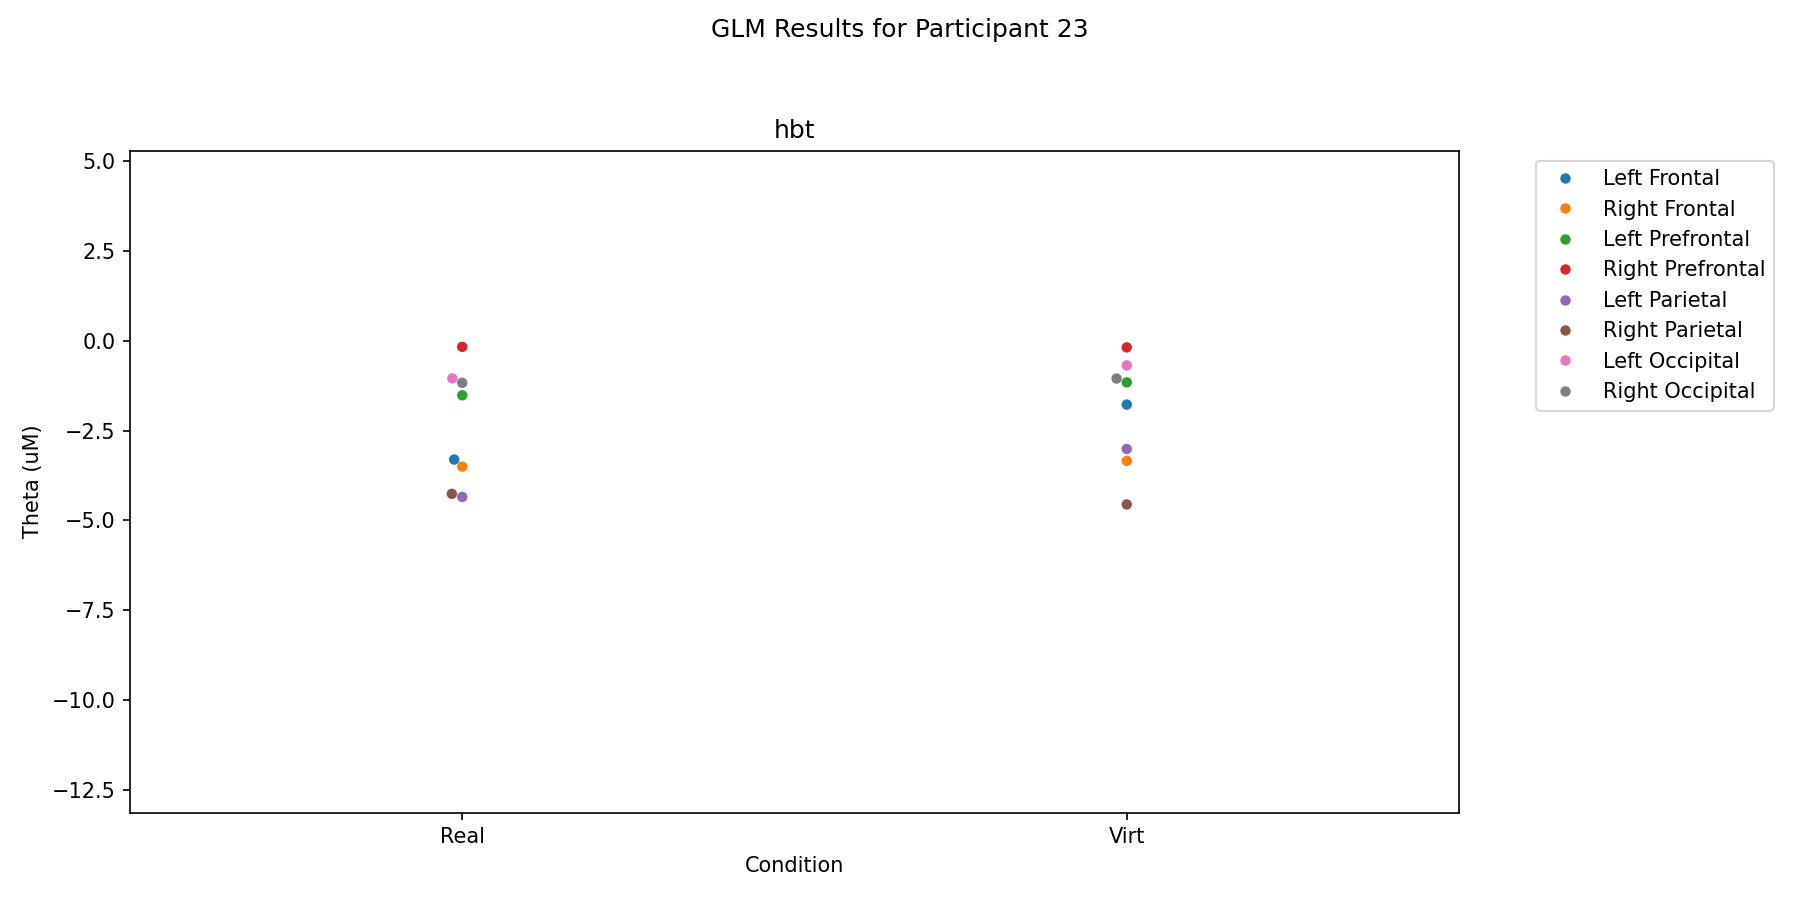 GLM Results for Participant 23
hbt
5.0
2.5
0.0
−2.5
−5.0
−7.5
−10.0
−12.5
Theta (uM)
Real
Virt
Condition
Left Frontal
Right Frontal
Left Prefrontal
Right Prefrontal
Left Parietal
Right Parietal
Left Occipital
Right Occipital